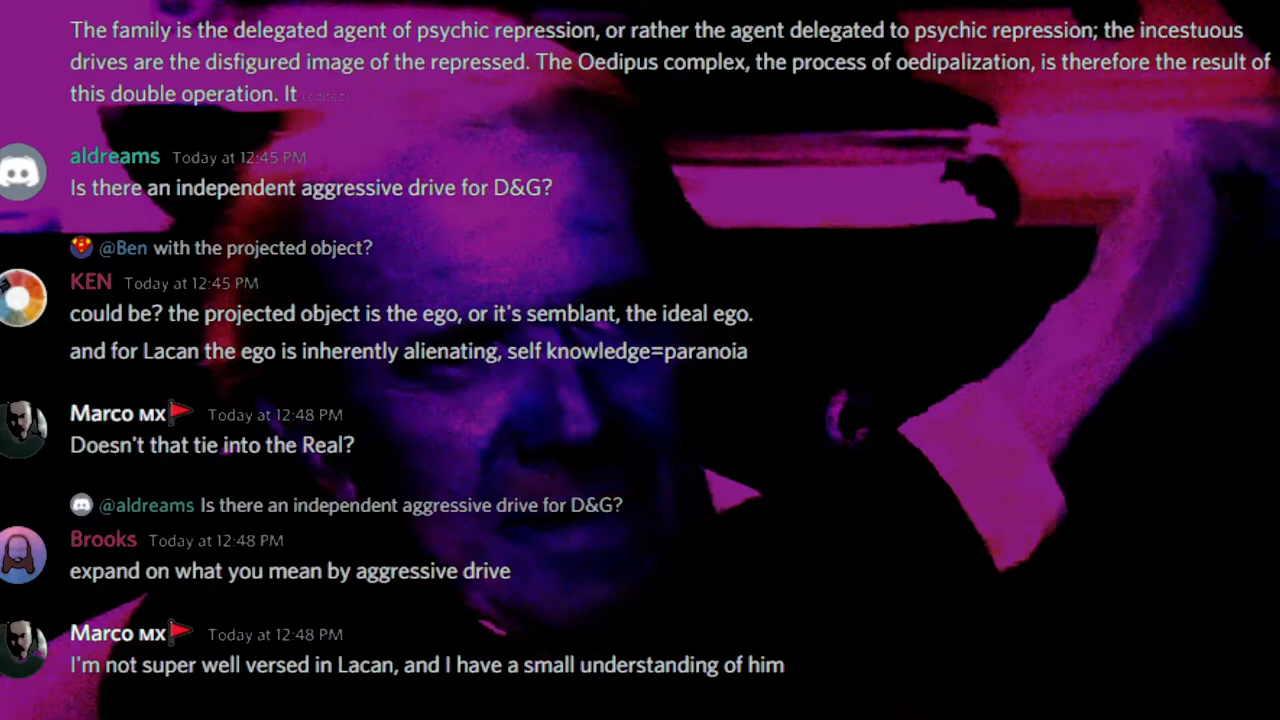 The family is the delegated agent of psychic repression, or rather the agent delegated to psychic repression; the incestuous
drives are the disfigured image of the repressed. The Oedipus complex, the process of oedipalization, is therefore the result of
this double operation. It (edited)
aldreams Today at 12:45 PM
Is there an independent aggressive drive for D&G?
@Ben with the projected object?
KEN Today at 12:45 PM
could be? the projected object is the ego, or it's semblant, the ideal ego.
and for Lacan the ego is inherently alienating, self knowledge=paranoia
Marco MX Today at 12:48 PM
Doesn't that tie into the Real?
@aldreams Is there an independent aggressive drive for D&G?
Brooks Today at 12:48 PM
expand on what you mean by aggressive drive
Marco MX Today at 12:48 PM
I'm not super well versed in Lacan, and I have a small understanding of him